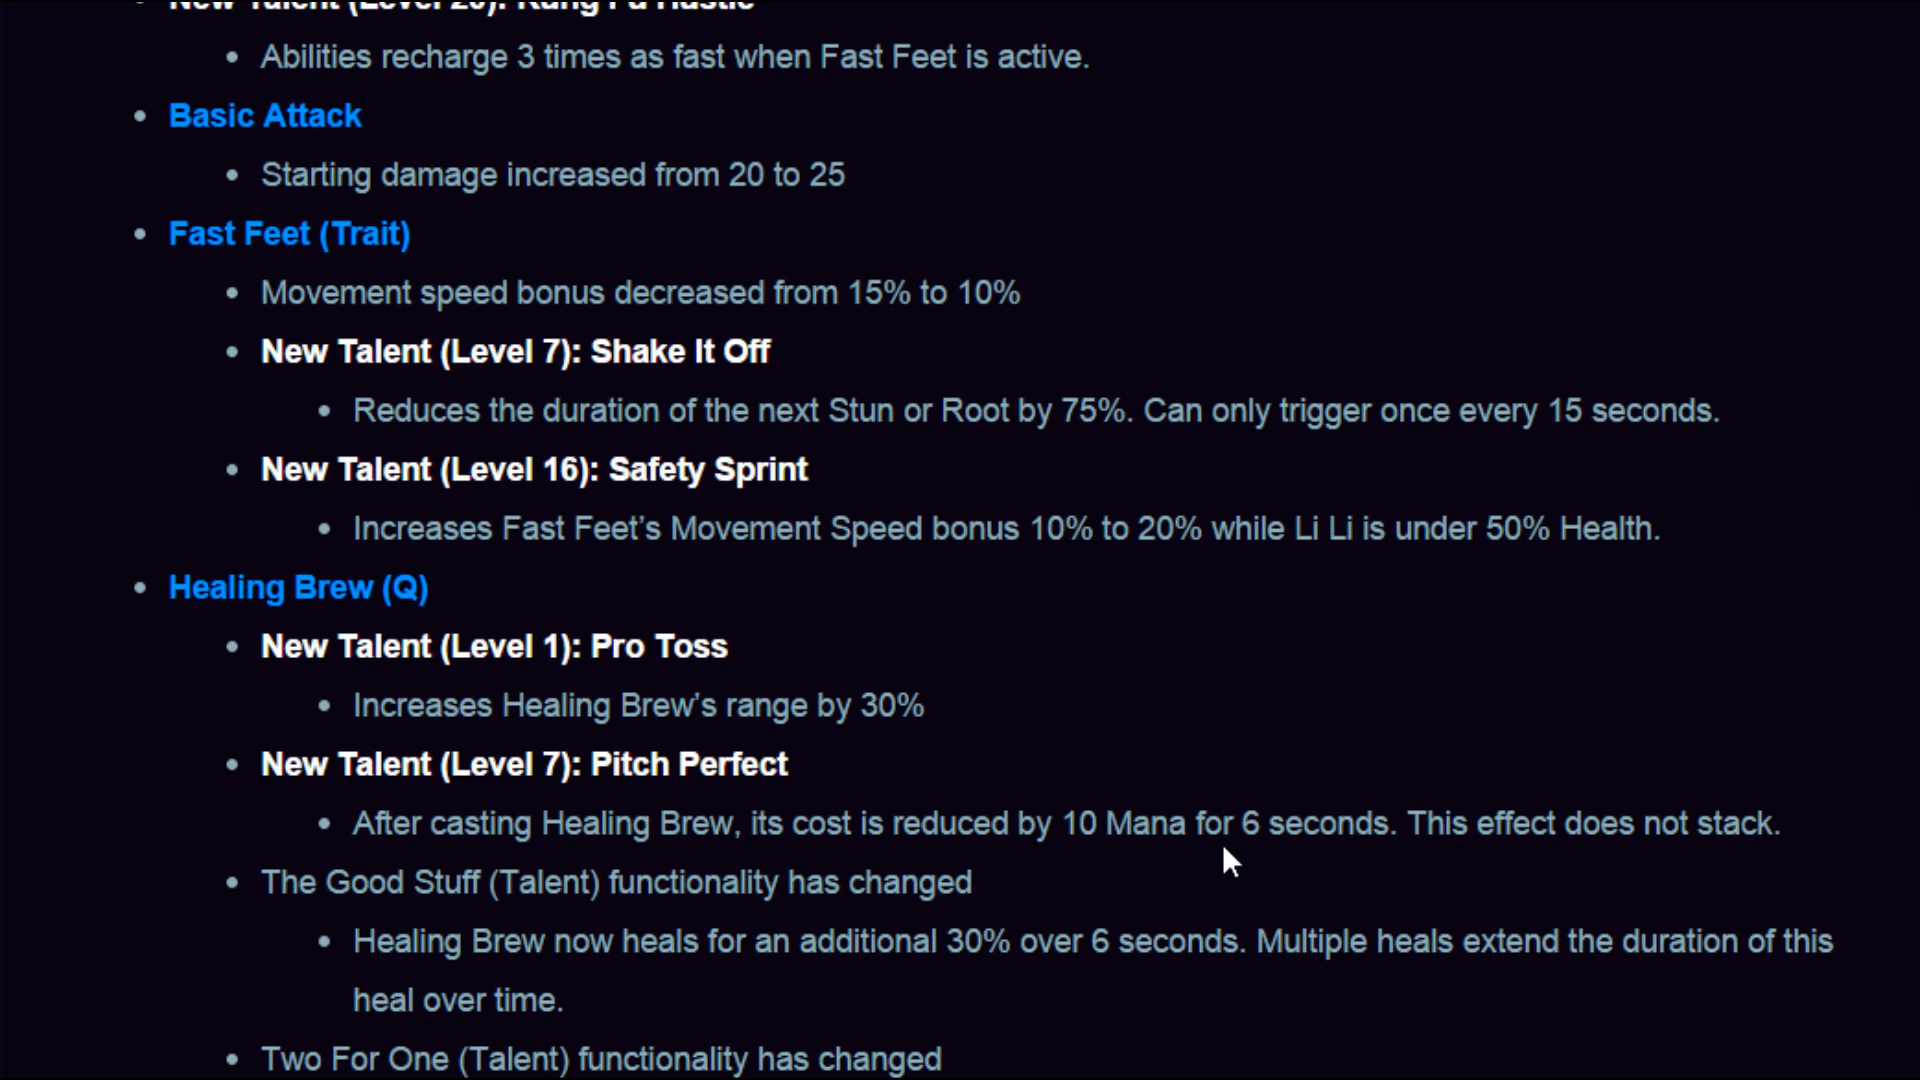 New Talent (Level 20): Kung Fu Hustle
Abilities recharge 3 times as fast when Fast Feet is active.
Basic Attack
Starting damage increased from 20 to 25
Fast Feet (Trait)
Movement speed bonus decreased from 15% to 10%
New Talent (Level 7): Shake It Off
Reduces the duration of the next Stun or Root by 75%. Can only trigger once every 15 seconds.
New Talent (Level 16): Safety Sprint
Increases Fast Feet’s Movement Speed bonus 10% to 20% while Li Li is under 50% Health.
Healing Brew (Q)
New Talent (Level 1): Pro Toss
Increases Healing Brew’s range by 30%
New Talent (Level 7): Pitch Perfect
After casting Healing Brew, its cost is reduced by 10 Mana for 6 seconds. This effect does not stack.
The Good Stuff (Talent) functionality has changed
Healing Brew now heals for an additional 30% over 6 seconds. Multiple heals extend the duration of this
heal over time.
Two For One (Talent) functionality has changed